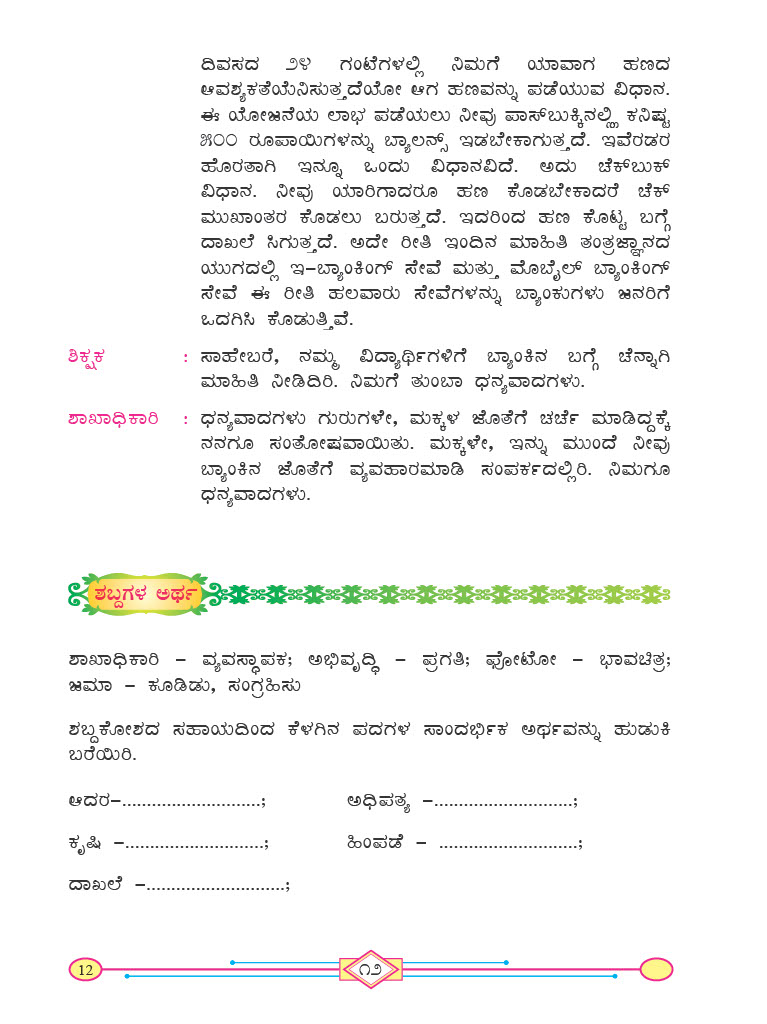 ದಿವಸದ ೨೪ ಗಂಟೆಗಳಲ್ಲಿ ನಿಮಗೆ ಯಾವಾಗ ಹಣದ
ಆವಶ್ಯಕತೆಯೆನಿಸುತ್ತದೆಯೋ ಆಗ ಹಣವನ್ನು ಪಡೆಯುವ ವಿಧಾನ.
ಈ ಯೋಜನೆಯ ಲಾಭ ಪಡೆಯಲು ನೀವು ಪಾಸ್‌ಬುಕ್ಕಿನಲ್ಲಿ ಕನಿಷ್ಟ
೫೦೦ ರೂಪಾಯಿಗಳನ್ನು ಬ್ಯಾಲನ್ಸ್ ಇಡಬೇಕಾಗುತ್ತದೆ. ಇವೆರಡರ
ಹೊರತಾಗಿ ಇನ್ನೂ ಒಂದು ವಿಧಾನವಿದೆ. ಅದು ಚೆಕ್‌ಬುಕ್
ವಿಧಾನ. ನೀವು ಯಾರಿಗಾದರೂ ಹಣ ಕೊಡಬೇಕಾದರೆ ಚೆಕ್
ಮುಖಾಂತರ ಕೊಡಲು ಬರುತ್ತದೆ. ಇದರಿಂದ ಹಣ ಕೊಟ್ಟ ಬಗ್ಗೆ
ದಾಖಲೆ ಸಿಗುತ್ತದೆ. ಅದೇ ರೀತಿ ಇಂದಿನ ಮಾಹಿತಿ ತಂತ್ರಜ್ಞಾನದ
ಯುಗದಲ್ಲಿ ಇ–ಬ್ಯಾಂಕಿಂಗ್ ಸೇವೆ ಮತ್ತು ಮೊಬೈಲ್ ಬ್ಯಾಂಕಿಂಗ್
ಸೇವೆ ಈ ರೀತಿ ಹಲವಾರು ಸೇವೆಗಳನ್ನು ಬ್ಯಾಂಕುಗಳು ಜನರಿಗೆ
ಒದಗಿಸಿ ಕೊಡುತ್ತಿವೆ.
ಶಿಕ್ಷಕ : ಸಾಹೇಬರೆ, ನಮ್ಮ ವಿದ್ಯಾರ್ಥಿಗಳಿಗೆ ಬ್ಯಾಂಕಿನ ಬಗ್ಗೆ ಚೆನ್ನಾಗಿ
ಮಾಹಿತಿ ನೀಡಿದಿರಿ. ನಿಮಗೆ ತುಂಬಾ ಧನ್ಯವಾದಗಳು.
ಶಾಖಾಧಿಕಾರಿ : ಧನ್ಯವಾದಗಳು ಗುರುಗಳೇ, ಮಕ್ಕಳ ಜೊತೆಗೆ ಚರ್ಚೆ ಮಾಡಿದ್ದಕ್ಕೆ
ನನಗೂ ಸಂತೋಷವಾಯಿತು. ಮಕ್ಕಳೇ, ಇನ್ನು ಮುಂದೆ ನೀವು
ಬ್ಯಾಂಕಿನ ಜೊತೆಗೆ ವ್ಯವಹಾರಮಾಡಿ ಸಂಪರ್ಕದಲ್ಲಿರಿ. ನಿಮಗೂ
ಧನ್ಯವಾದಗಳು.
ಶಬ್ದಗಳ ಅರ್ಥ
ಶಾಖಾಧಿಕಾರಿ – ವ್ಯವಸ್ಥಾಪಕ; ಅಭಿವೃದ್ಧಿ – ಪ್ರಗತಿ; ಫೋಟೋ – ಭಾವಚಿತ್ರ;
ಜಮಾ – ಕೂಡಿಡು, ಸಂಗ್ರಹಿಸು
ಶಬ್ದಕೋಶದ ಸಹಾಯದಿಂದ ಕೆಳಗಿನ ಪದಗಳ ಸಾಂದರ್ಭಿಕ ಅರ್ಥವನ್ನು ಹುಡುಕಿ
ಬರೆಯಿರಿ.
ಆದರ–............................; ಅಧಿಪತ್ಯ –............................;
ಕೃಷಿ –............................; ಹಿಂಪಡೆ – ............................;
ದಾಖಲೆ –............................;
12 ೧೨